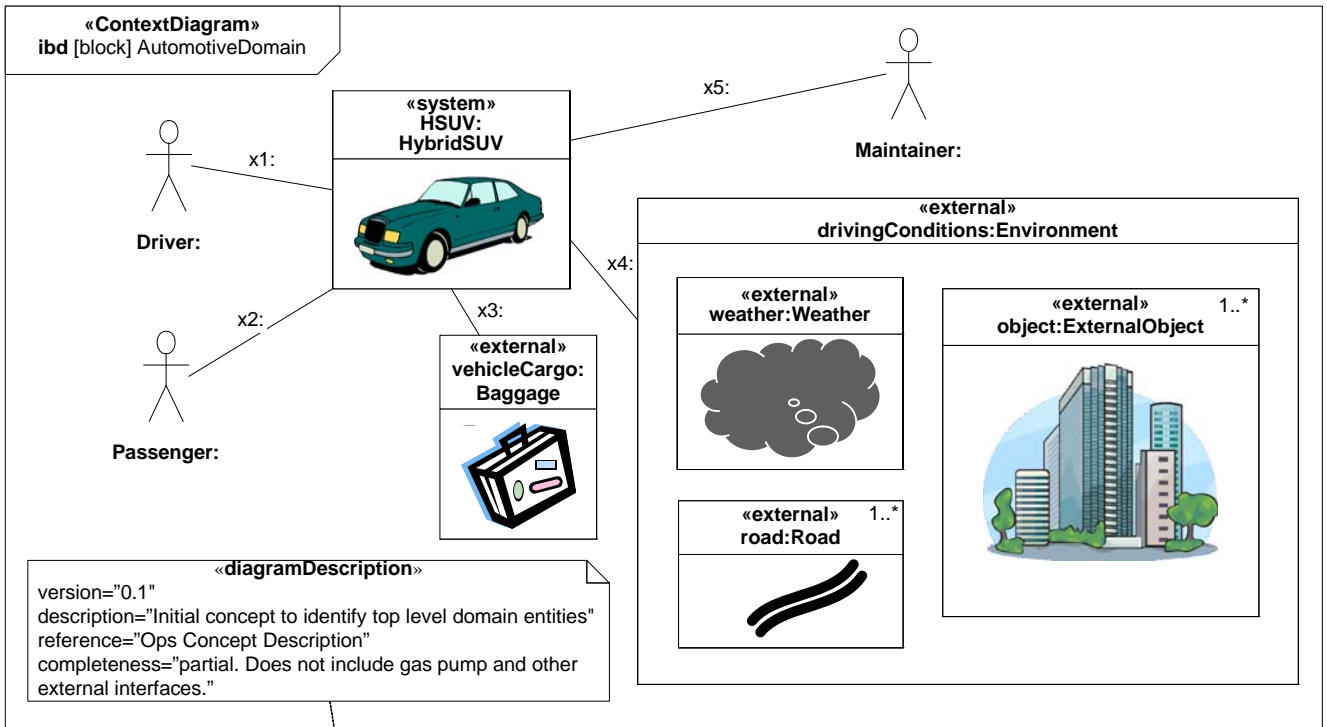 «ContextDiagram»
ibd [block] AutomotiveDomain
x5:
«system»
HSUV:
HybridSUV
x1:
Maintainer:
Driver:
«external»
drivingConditions:Environment
x4:
«external»
weather:Weather
«external»
1..*
object:ExternalObject
x2:
x3:
«external»
vehicleCargo:
Baggage
Passenger:
«external»
1..*
road:Road
«diagramDescription»
version=”0.1"
description=”Initial concept to identify top level domain entities"
reference=”Ops Concept Description”
completeness=”partial. Does not include gas pump and other
external interfaces.”